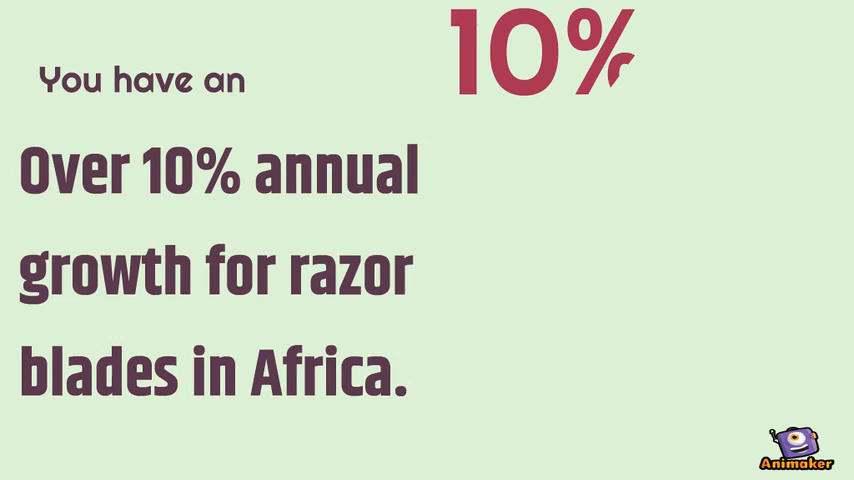 10%
You have an
Over 10% annual
growth for razor
blades in Africa.
Animaker